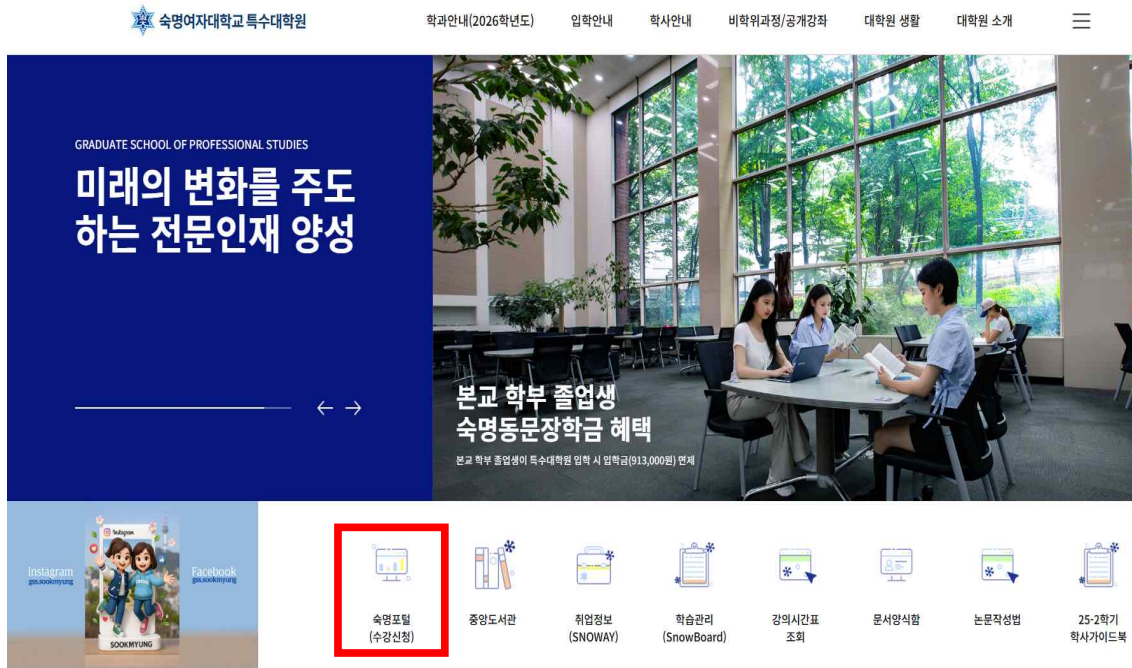 숙명여자대학교 특수대학원
학과안내(2026학년도) 입학안내 학사안내 비학위과정/공개강좌 대학원 생활 대학원 소개
GRADUATE SCHOOL OF PROFESSIONAL STUDIES
미래의 변화를 주도
하는 전문인재 양성
본교 학부 졸업생
숙명동문장학금 혜택
본교 학부 졸업생이 특수대학원 입학 시 입학금(913,000원) 면제
Instagram
Instagram
gss.sookmyung
Facebook
gss.sookmyung
SOOKMYUNG
숙명포털
(수강신청)
중앙도서관
취업정보
(SNOWAY)
학습관리
(SnowBoard)
강의시간표
조회
문서양식함
논문작성법
25-2학기
학사가이드북